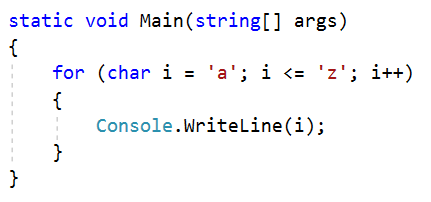 static void Main(string[] args)
{
    for (char i = 'a'; i <= 'z'; i++)
    {
        Console.WriteLine(i);
    }
}